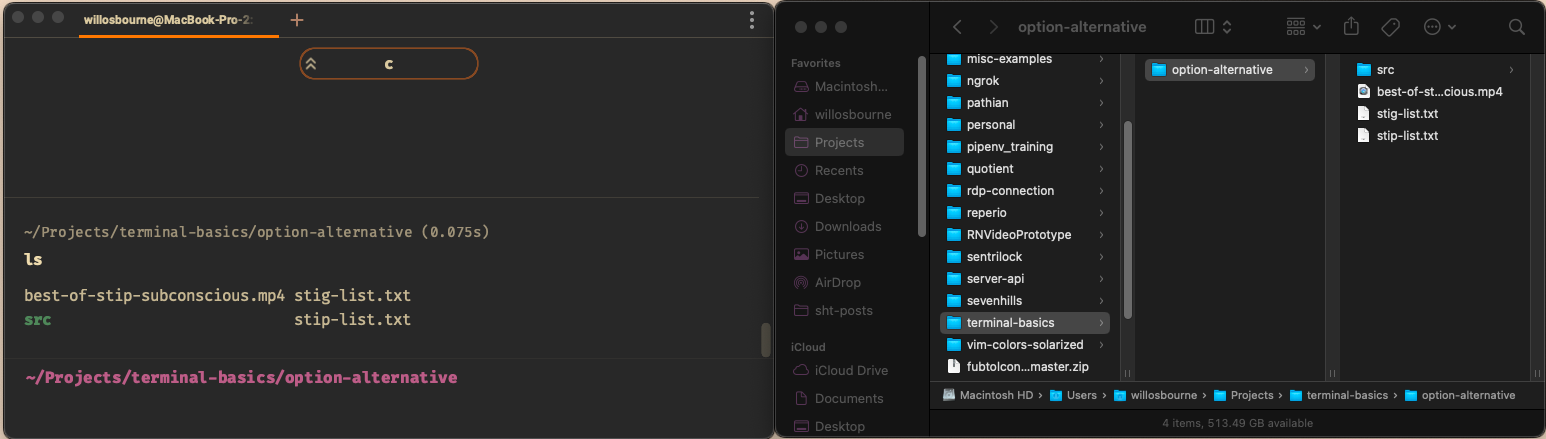 willosbourne@MacBook-Pro-2:
c
~/Projects/terminal-basics/option-alternative (0.075s)
ls
best-of-stip-subconscious.mp4 stig-list.txt
src stip-list.txt
~/Projects/terminal-basics/option-alternative
option-alternative
Favorites
Macintosh...
willosbourne
Projects
Recents
Desktop
Downloads
Pictures
AirDrop
sht-posts
iCloud
iCloud Drive
Documents
Desktop
misc-examples
ngrok
pathian
personal
pipenv_training
quotient
rdp-connection
reperio
RNVideoPrototype
sentrilock
server-api
sevenhills
terminal-basics
vim-colors-solarized
fubtolcon...master.zip
option-alternative
src
best-of-st...cious.mp4
stig-list.txt
stip-list.txt
Macintosh HD › Users › willosbourne › Projects › terminal-basics › option-alternative
4 items, 513.49 GB available